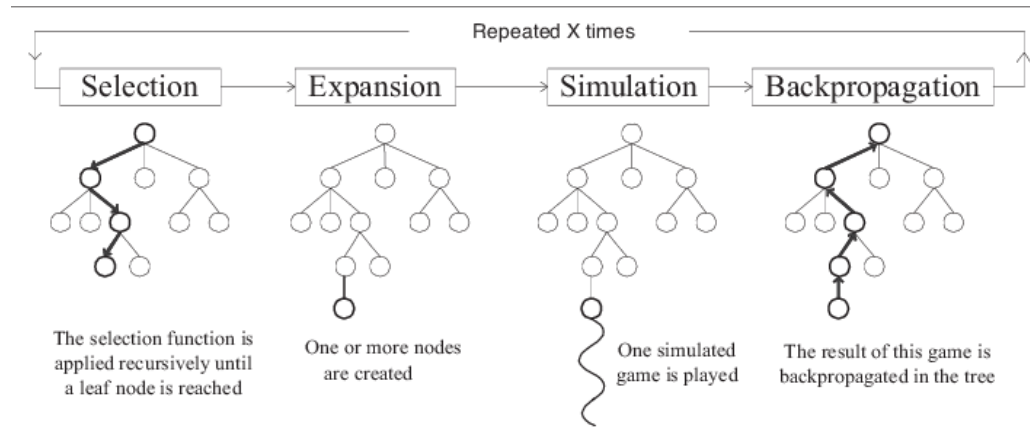 Repeated X times
Selection
Expansion
Simulation
Backpropagation
The selection function is
applied recursively until
a leaf node is reached
One or more nodes
are created
One simulated
game is played
The result of this game is
backpropagated in the tree